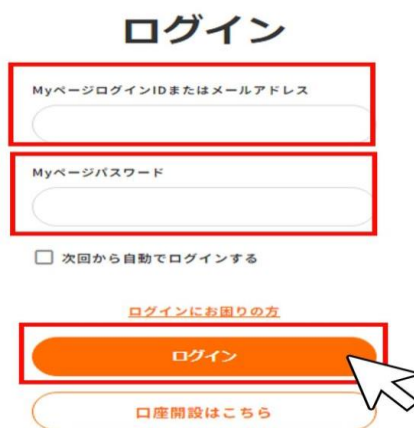 ログイン
MyページログインIDまたはメールアドレス
Myページパスワード
次回から自動でログインする
ログインにお困りの方
ログイン
口座開設はこちら